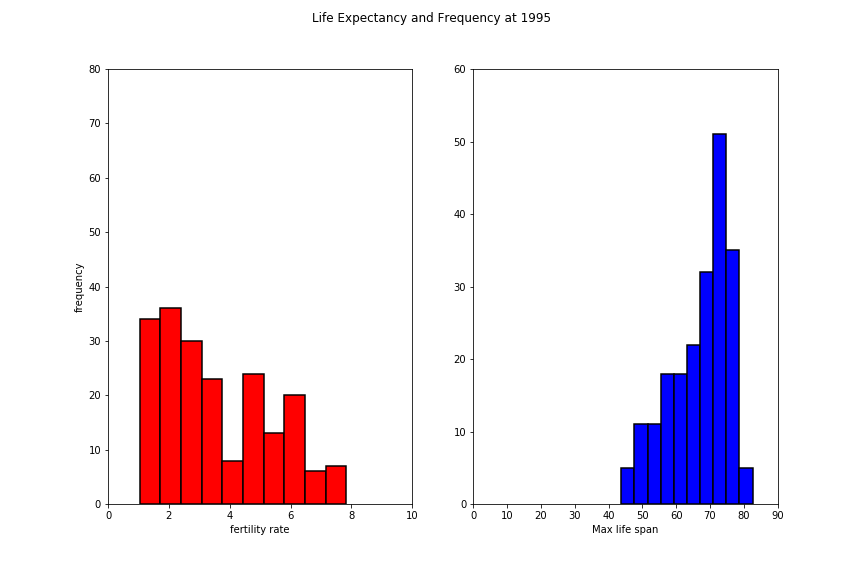 Life Expectancy and Frequency at 1995
80
70
60
50
40
30
20
10
0
frequency
0 2 4 6 8 10
fertility rate
60
50
40
30
20
10
0
0 10 20 30 40 50 60 70 80 90
Max life span